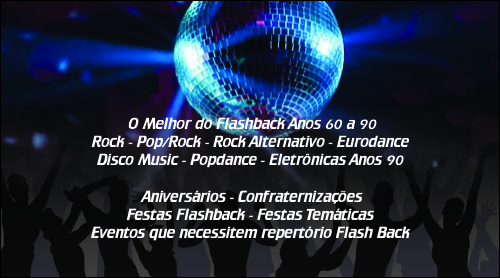 O Melhor do Flashback Anos 60 a 90
Rock - Pop/Rock - Rock Alternativo - Eurodance
Disco Music - Popdance - Eletrônicas Anos 90
Aniversários - Confraternizações
Festas Flashback - Festas Temàticas
Eventos que necessitem repertório Flash Back